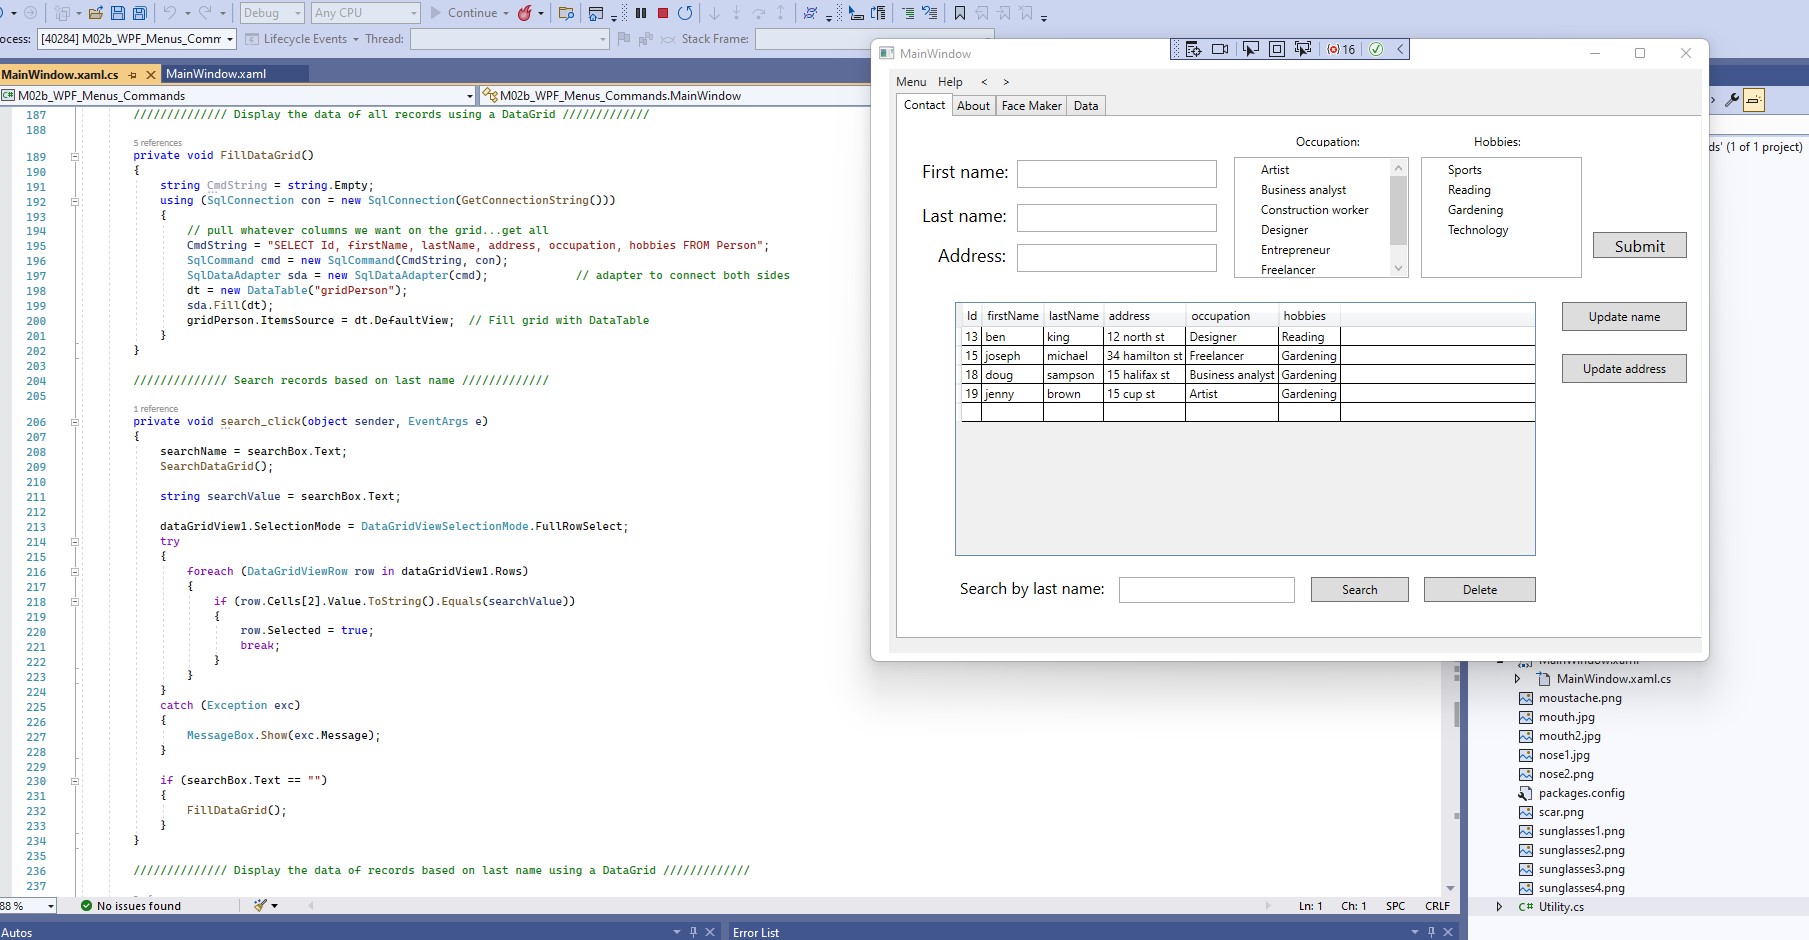 Debug
Any CPU
Continue
ocess:
[40284] M02b_WPF_Menus_Comm
Lifecycle Events
Thread:
Stack Frame:
MainWindow.xaml.cs
MainWindow.xaml
C# M02b_WPF_Menus_Commands
M02b_WPF_Menus_Commands.MainWindow
187 ////////////// Display the data of all records using a DataGrid /////////////
188
5 references
189 private void FillDataGrid()
190 {
191 string CmdString = string.Empty;
192 using (SqlConnection con = new SqlConnection(GetConnectionString()))
193 {
194 // pull whatever columns we want on the grid...get all
195 CmdString = "SELECT Id, firstName, lastName, address, occupation, hobbies FROM Person";
196 SqlCommand cmd = new SqlCommand(CmdString, con);
197 SqlDataAdapter sda = new SqlDataAdapter(cmd); // adapter to connect both sides
198 dt = new DataTable("gridPerson");
199 sda.Fill(dt);
200 gridPerson.ItemsSource = dt.DefaultView; // Fill grid with DataTable
201 }
202 }
203
204 ////////////// Search records based on last name /////////////
205
1 reference
206 private void search_click(object sender, EventArgs e)
207 {
208 searchName = searchBox.Text;
209 SearchDataGrid();
210
211 string searchValue = searchBox.Text;
212
213 dataGridView1.SelectionMode = DataGridViewSelectionMode.FullRowSelect;
214 try
215 {
216 foreach (DataGridViewRow row in dataGridView1.Rows)
217 {
218 if (row.Cells[2].Value.ToString().Equals(searchValue))
219 {
220 row.Selected = true;
221 break;
222 }
223 }
224 }
225 catch (Exception exc)
226 {
227 MessageBox.Show(exc.Message);
228 }
229
230 if (searchBox.Text == "")
231 {
232 FillDataGrid();
233 }
234 }
235
236 ////////////// Display the data of records based on last name using a DataGrid /////////////
237
88 %
No issues found
Ln: 1 Ch: 1 SPC CRLF
Autos
Error List
MainWindow
16
Menu Help < >
Contact About Face Maker Data
Occupation:
Hobbies:
First name:
Last name:
Address:
Artist
Business analyst
Construction worker
Designer
Entrepreneur
Freelancer
Sports
Reading
Gardening
Technology
Submit
Id firstName lastName address occupation hobbies
13 ben king 12 north st Designer Reading
15 joseph michael 34 hamilton st Freelancer Gardening
18 doug sampson 15 halifax st Business analyst Gardening
19 jenny brown 15 cup st Artist Gardening
Update name
Update address
Search by last name:
Search
Delete
ds' (1 of 1 project)
MainWindow.xaml
MainWindow.xaml.cs
moustache.png
mouth.jpg
mouth2.jpg
nose1.jpg
nose2.png
packages.config
scar.png
sunglasses1.png
sunglasses2.png
sunglasses3.png
sunglasses4.png
C# Utility.cs